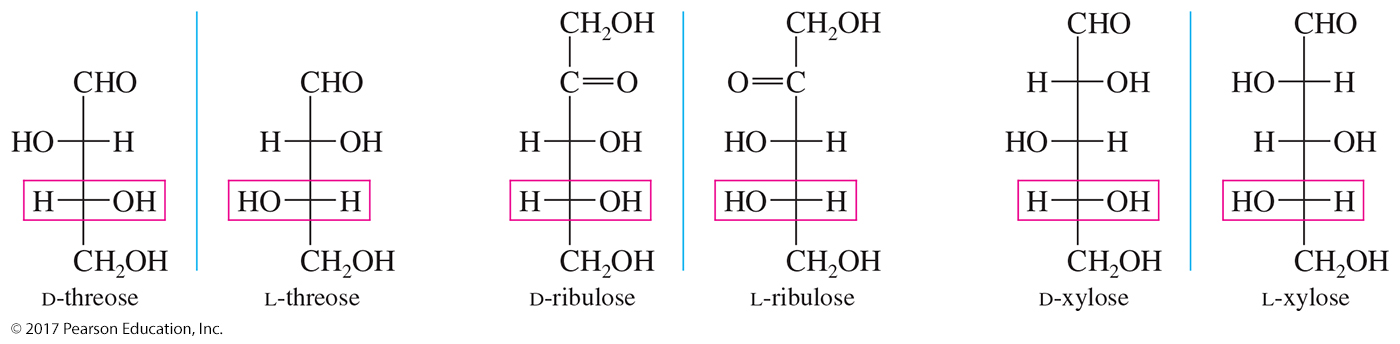 CHO
HO H
H OH
CH₂OH
D-threose
CHO
H OH
HO H
CH₂OH
L-threose
CH₂OH
C=O
H OH
H OH
CH₂OH
D-ribulose
CH₂OH
O=C
HO H
HO H
CH₂OH
L-ribulose
CHO
H OH
HO H
H OH
CH₂OH
D-xylose
CHO
HO H
H OH
HO H
CH₂OH
L-xylose
© 2017 Pearson Education, Inc.